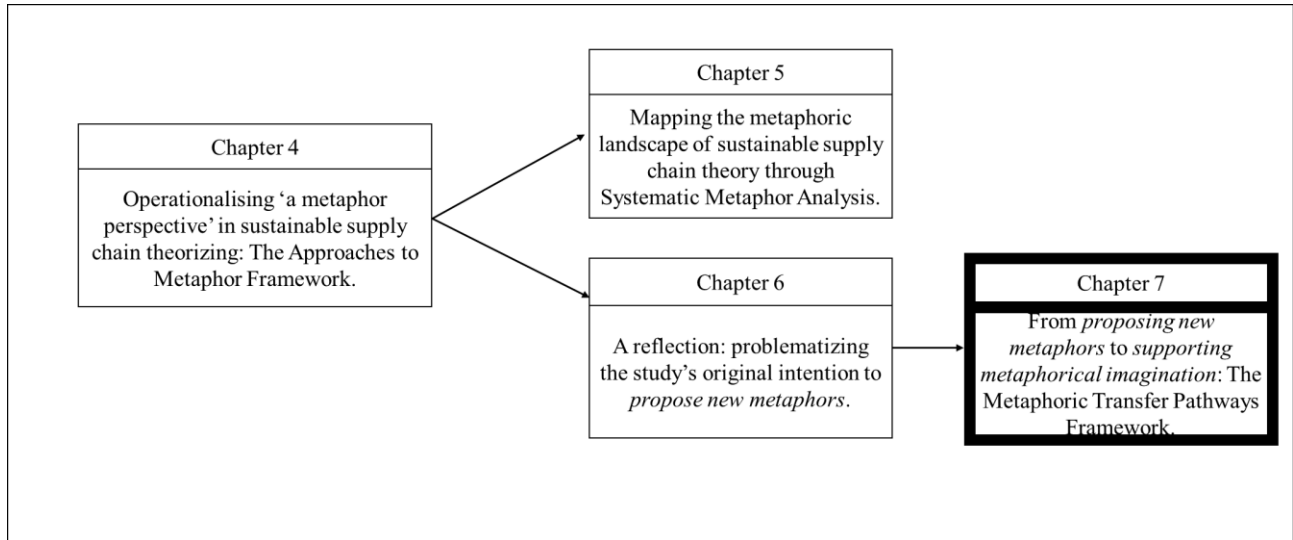 Chapter 4
Operationalising ‘a metaphor
perspective’ in sustainable supply
chain theorizing: The Approaches to
Metaphor Framework.
Chapter 5
Mapping the metaphoric
landscape of sustainable supply
chain theory through
Systematic Metaphor Analysis.
Chapter 6
A reflection: problematizing
the study’s original intention to
propose new metaphors.
Chapter 7
From proposing new
metaphors to supporting
metaphorical imagination: The
Metaphoric Transfer Pathways
Framework.